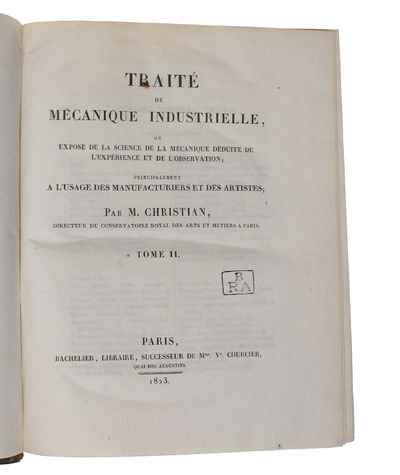 TRAITÉ
DE
MÉCANIQUE INDUSTRIELLE,
OU
EXPOSÉ DE LA SCIENCE DE LA MÉCANIQUE DÉDUITE DE
L'EXPÉRIENCE ET DE L'OBSERVATION;
PRINCIPALEMENT
A L'USAGE DES MANUFACTURIERS ET DES ARTISTES;
PAR M. CHRISTIAN,
DIRECTEUR DU CONSERVATOIRE ROYAL DES ARTS ET MÉTIERS A PARIS.
TOME II.
B
RA
PARIS,
BACHELIER, LIBRAIRE, SUCCESSEUR DE Mme. Ve. COURCIER,
QUAI DES AUGUSTINS.
1823.